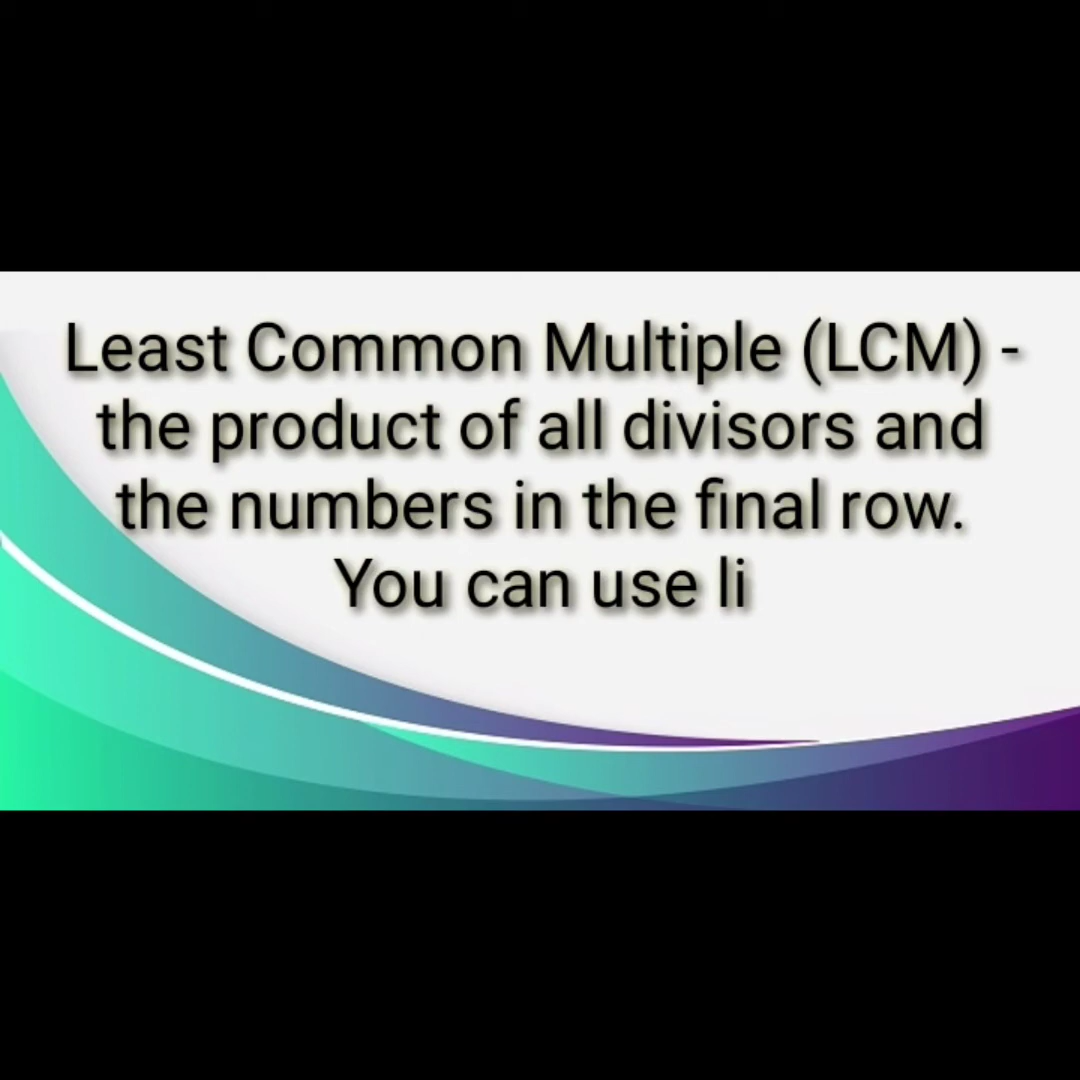 Least Common Multiple (LCM) -
the product of all divisors and
the numbers in the final row.
You can use li